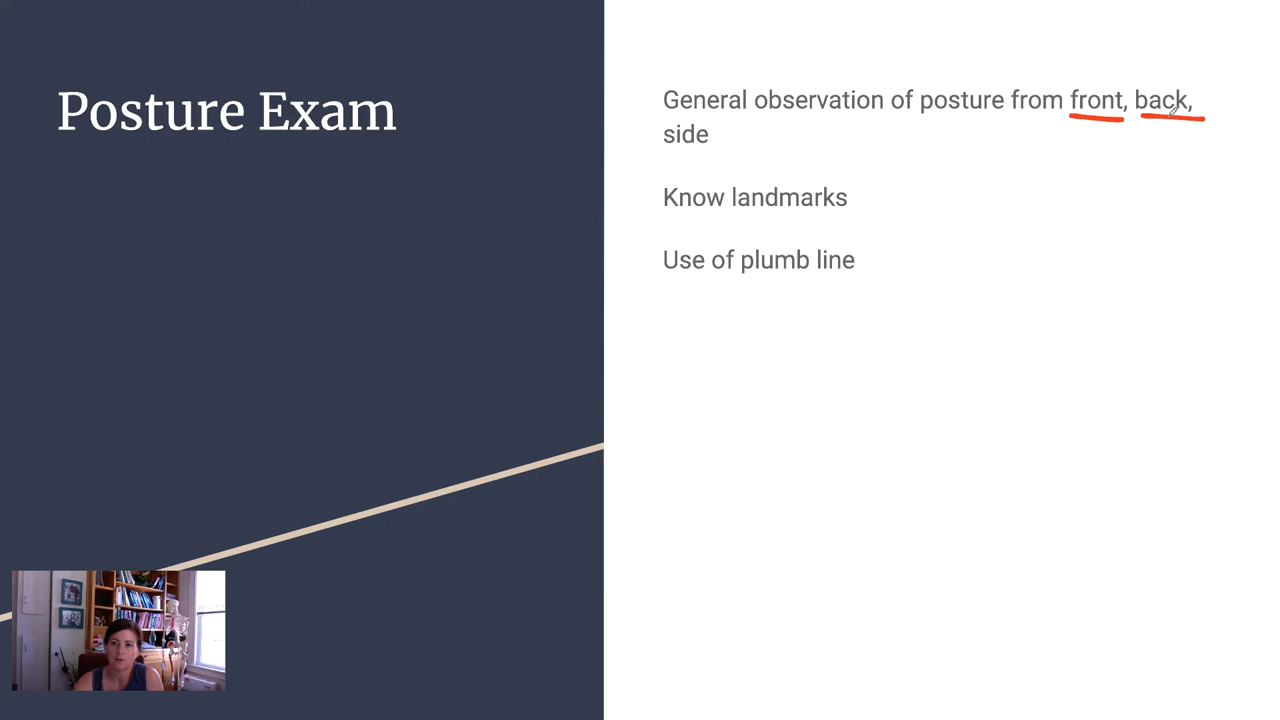 Posture Exam
General observation of posture from front, back,
side
Know landmarks
Use of plumb line